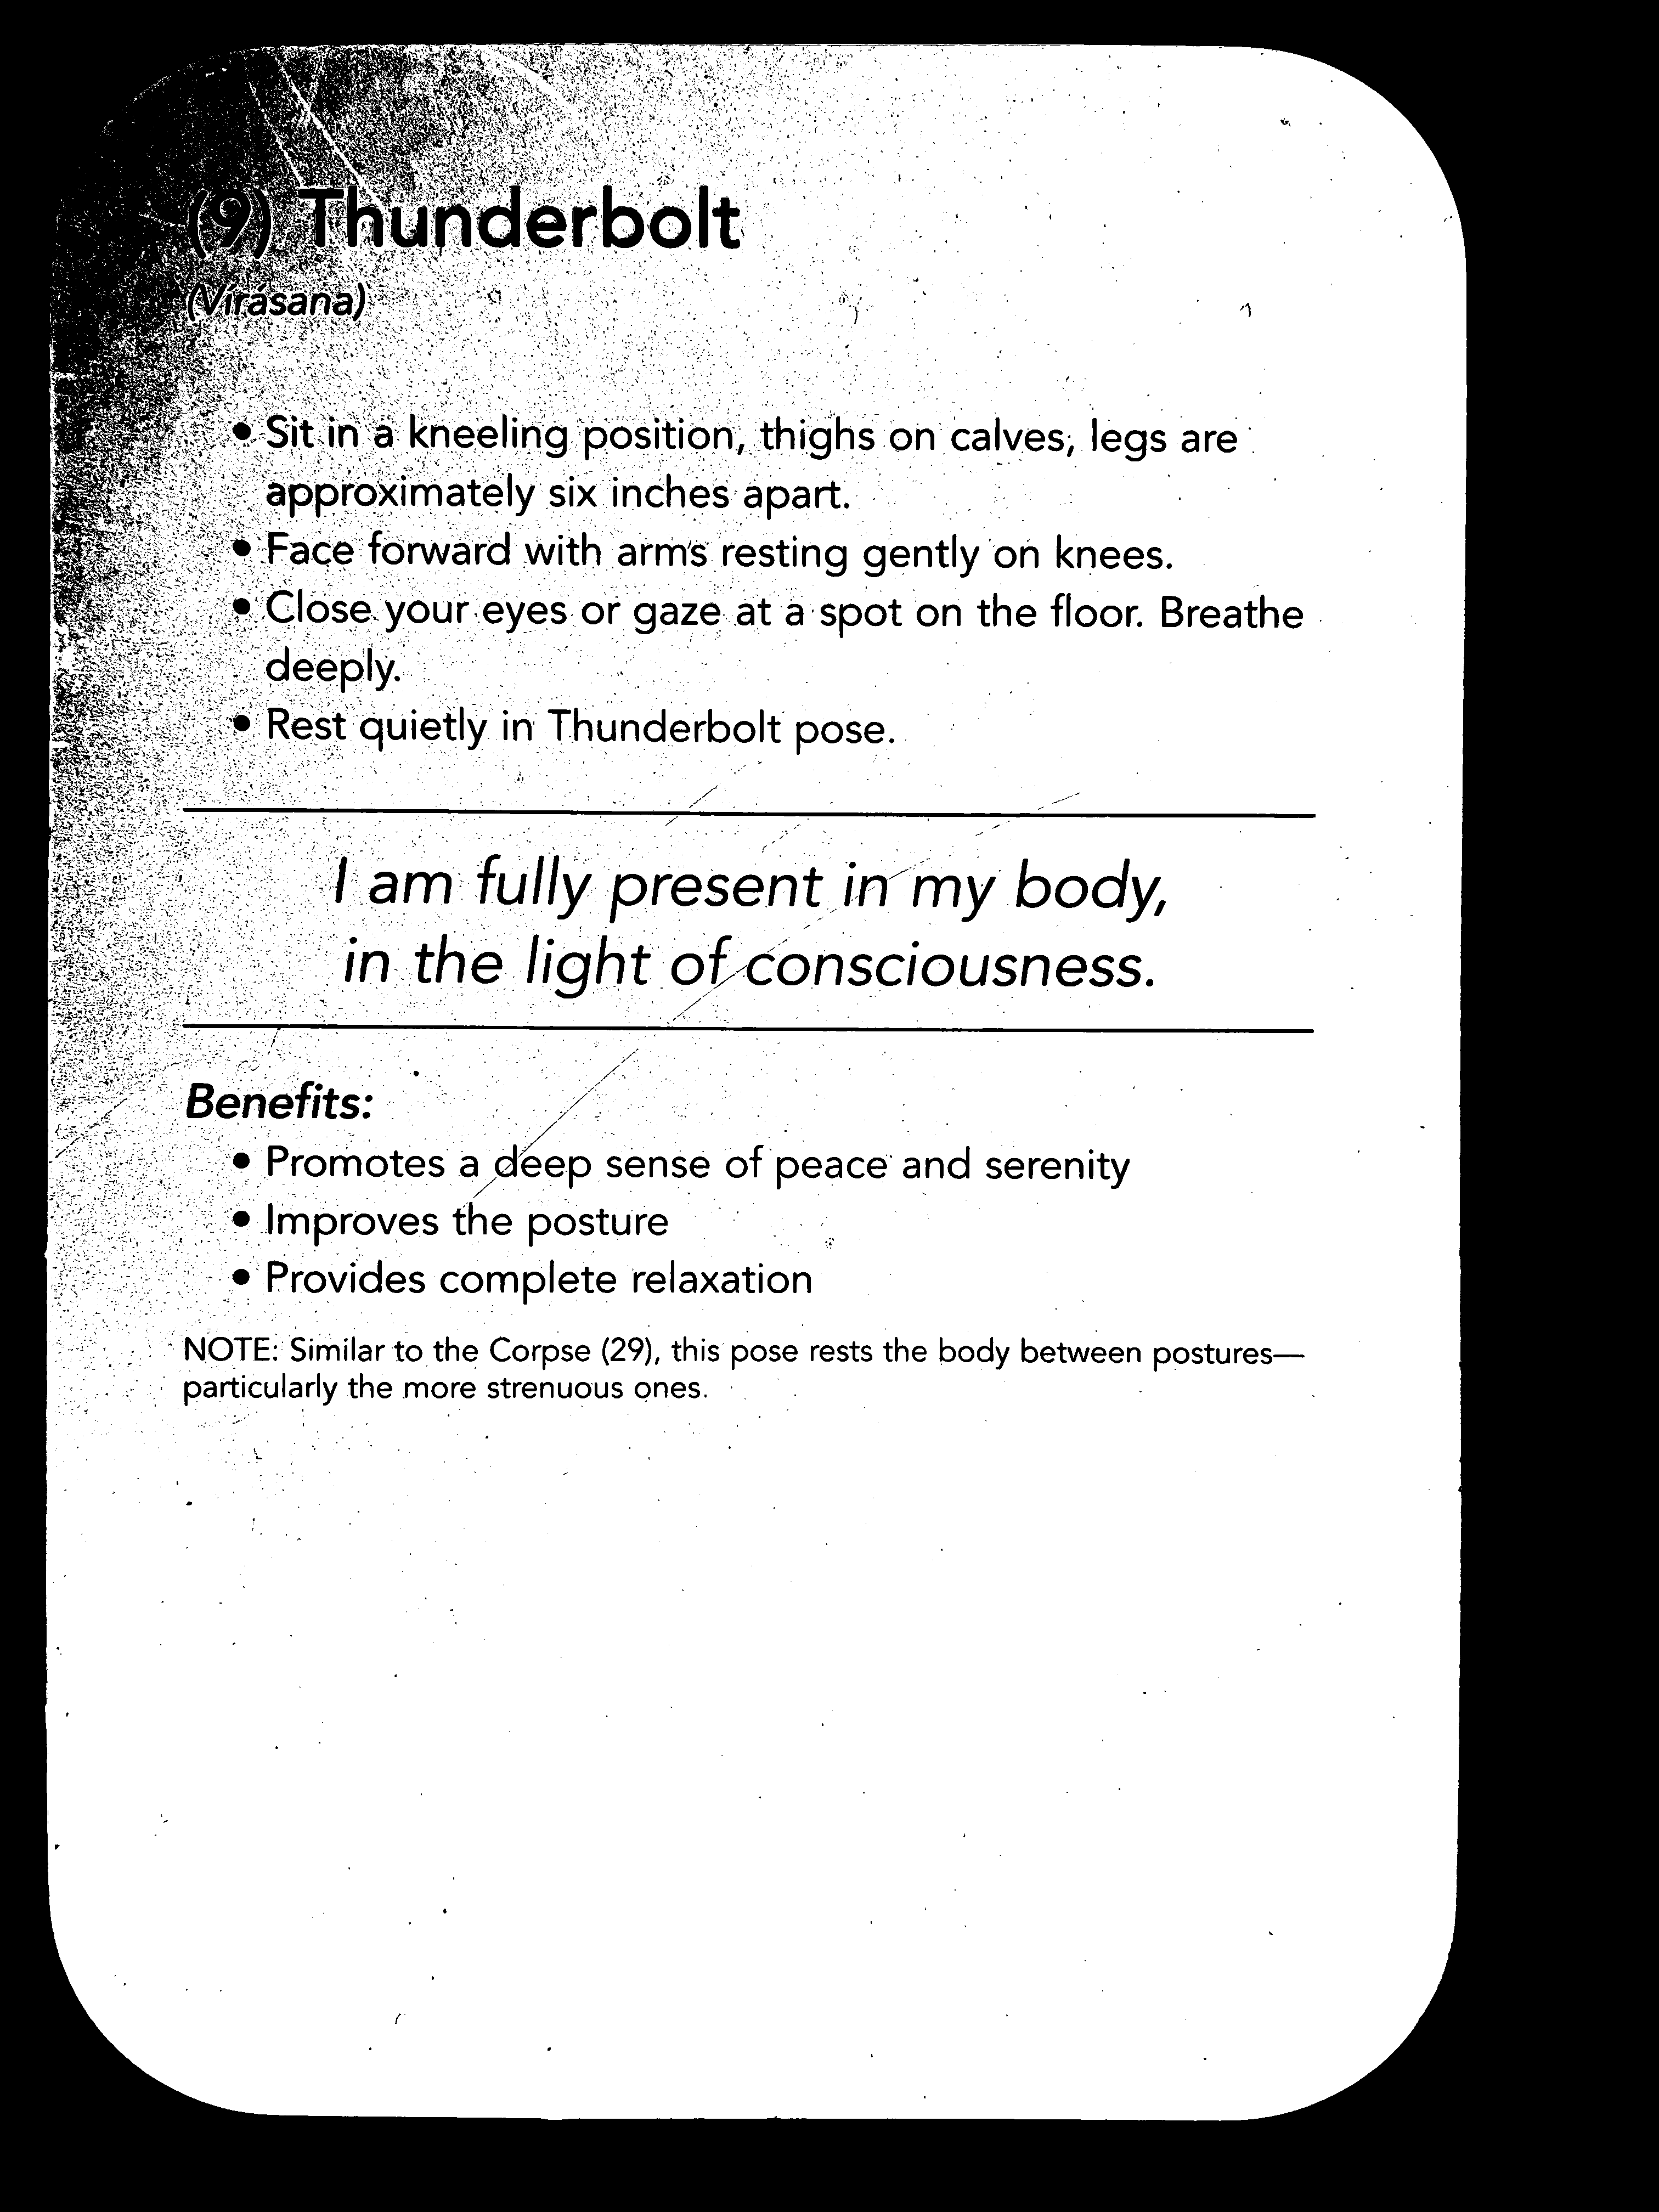 (9) Thunderbolt
(Virásana)
• Sit in a kneeling position, thighs on calves, legs are
approximately six inches apart.
• Face forward with arms resting gently on knees.
• Close your eyes or gaze at a spot on the floor. Breathe
deeply.
• Rest quietly in Thunderbolt pose.
I am fully present in my body,
in the light of consciousness.
Benefits:
• Promotes a deep sense of peace and serenity
• Improves the posture
• Provides complete relaxation
NOTE: Similar to the Corpse (29), this pose rests the body between postures—
particularly the more strenuous ones.